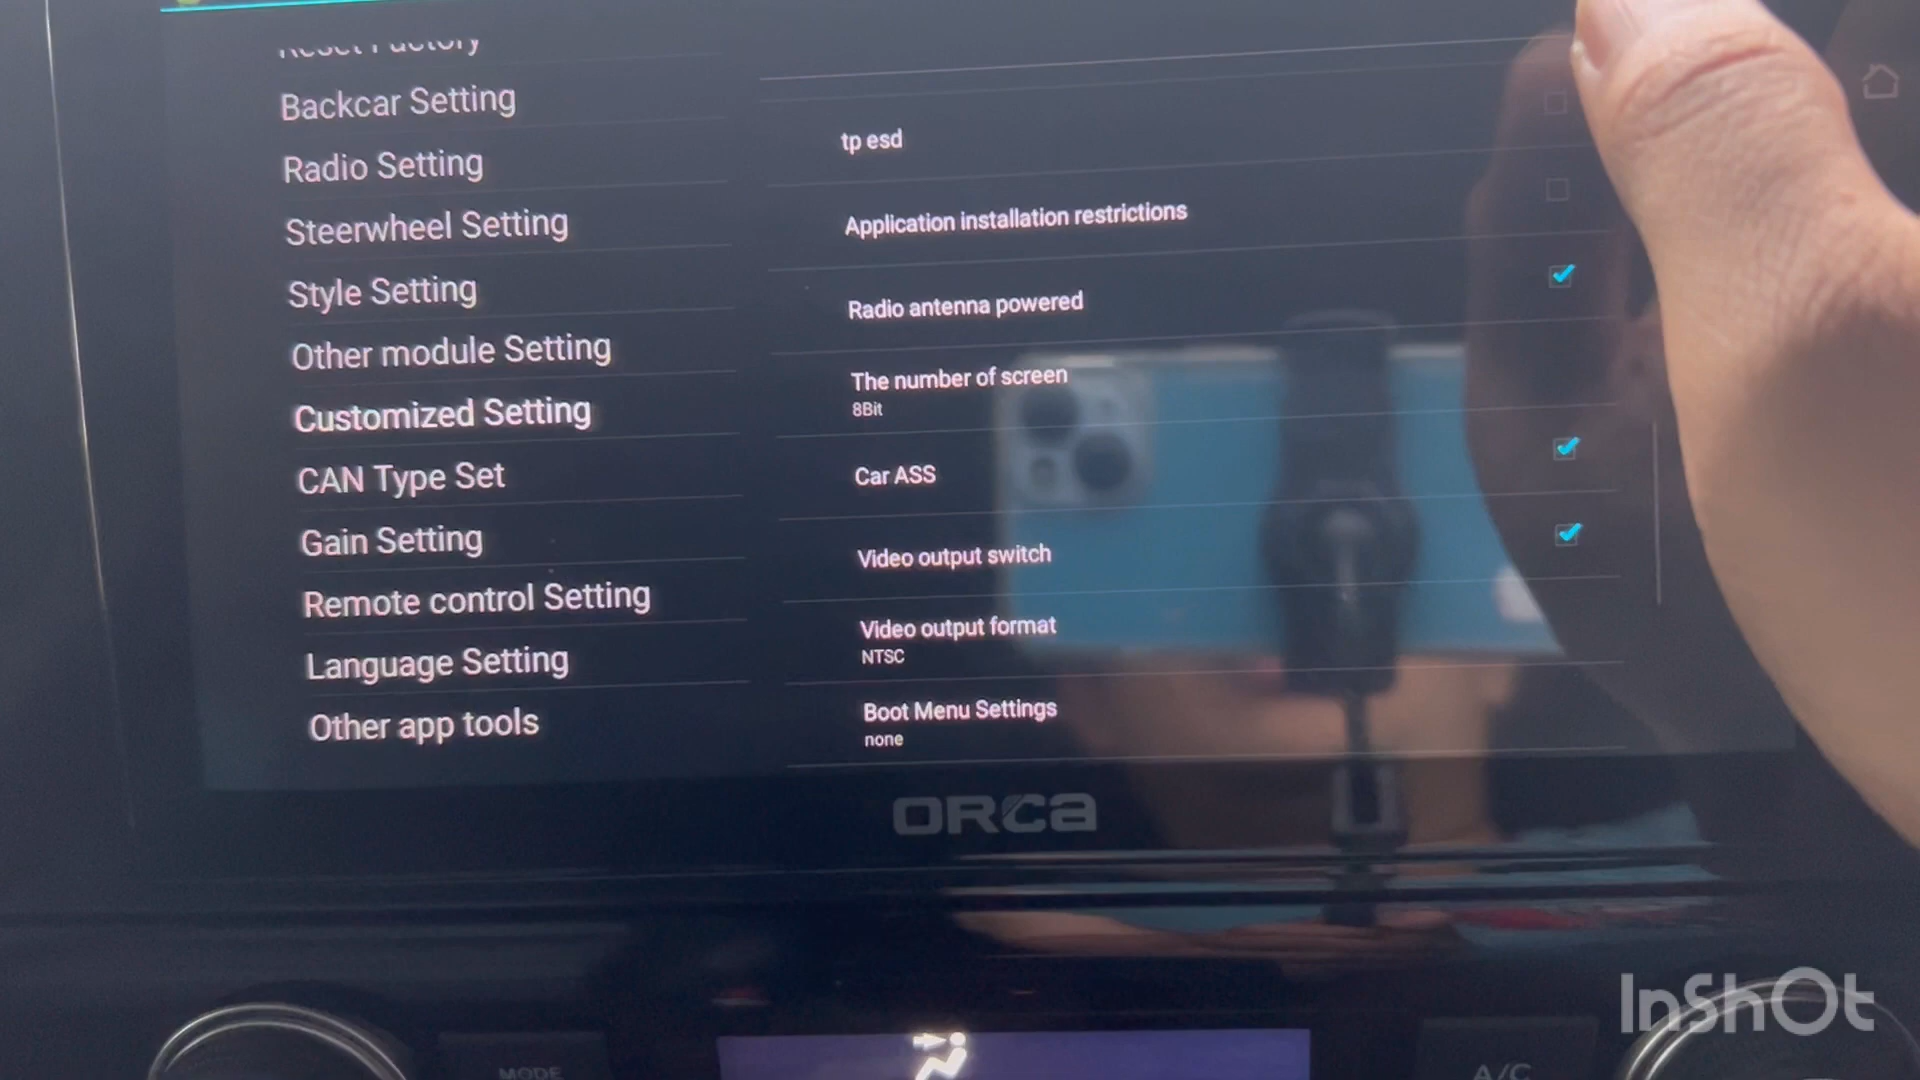 Reset Factory
Backcar Setting
Radio Setting
Steerwheel Setting
Style Setting
Other module Setting
Customized Setting
CAN Type Set
Gain Setting
Remote control Setting
Language Setting
Other app tools
tp esd
Application installation restrictions
Radio antenna powered
The number of screen
8Bit
Car ASS
Video output switch
Video output format
NTSC
Boot Menu Settings
none
ORCA
MODE
A/C
InShOt